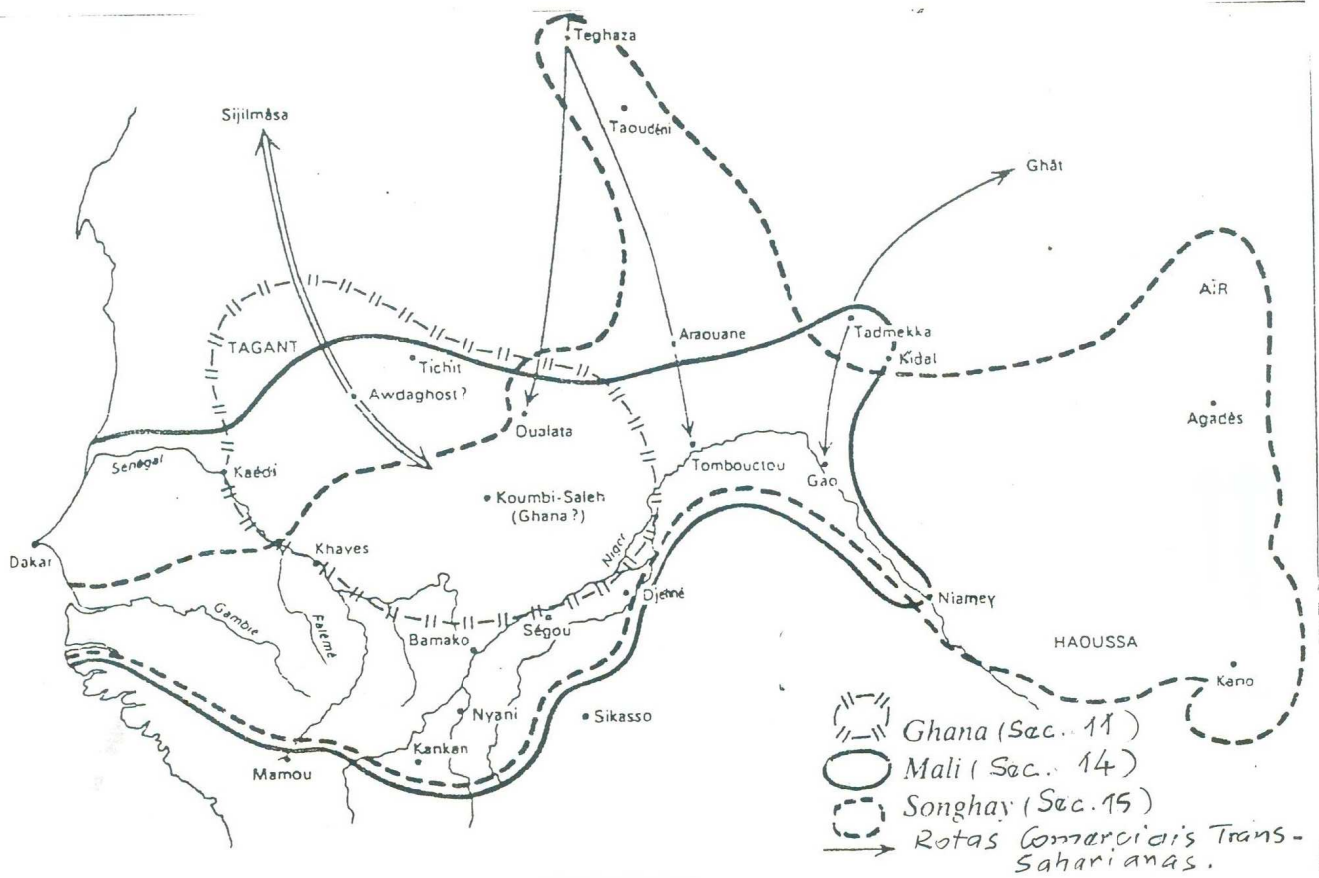 Teghaza
Taoudéni
Sijilmâsa
Ghât
AÏR
TAGANT
Tichit
Araouane
Tadmekka
Kidal
Awdaghost?
Oualata
Agadès
Sénégal
Kaédi
Tombouctou
Gao
Koumbi-Saleh
(Ghana?)
Dakar
Khayes
Niger
Djenné
Niamey
Gambie
Falémé
Bamako
Ségou
HAOUSSA
Kano
Nyani
Sikasso
Kankan
Mamou
Ghana (Sec. 11)
Mali (Sec. 14)
Songhay (Sec. 15)
Rotas Comerciais Trans-
Saharianas.